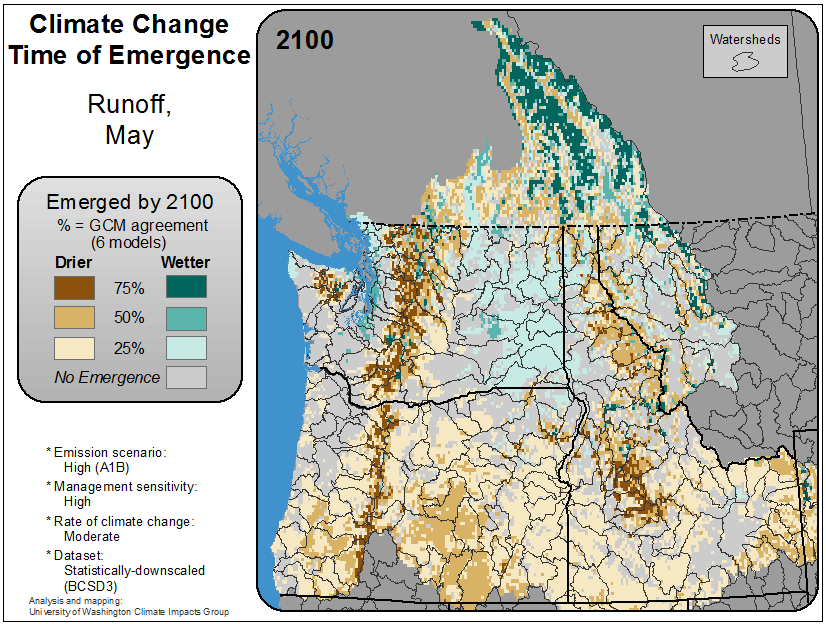 Climate Change
Time of Emergence
Runoff,
May
Emerged by 2100
% = GCM agreement
(6 models)
Drier Wetter
75%
50%
25%
No Emergence
* Emission scenario:
High (A1B)
* Management sensitivity:
High
* Rate of climate change:
Moderate
* Dataset:
Statistically-downscaled
(BCSD3)
Analysis and mapping:
University of Washington Climate Impacts Group
2100
Watersheds